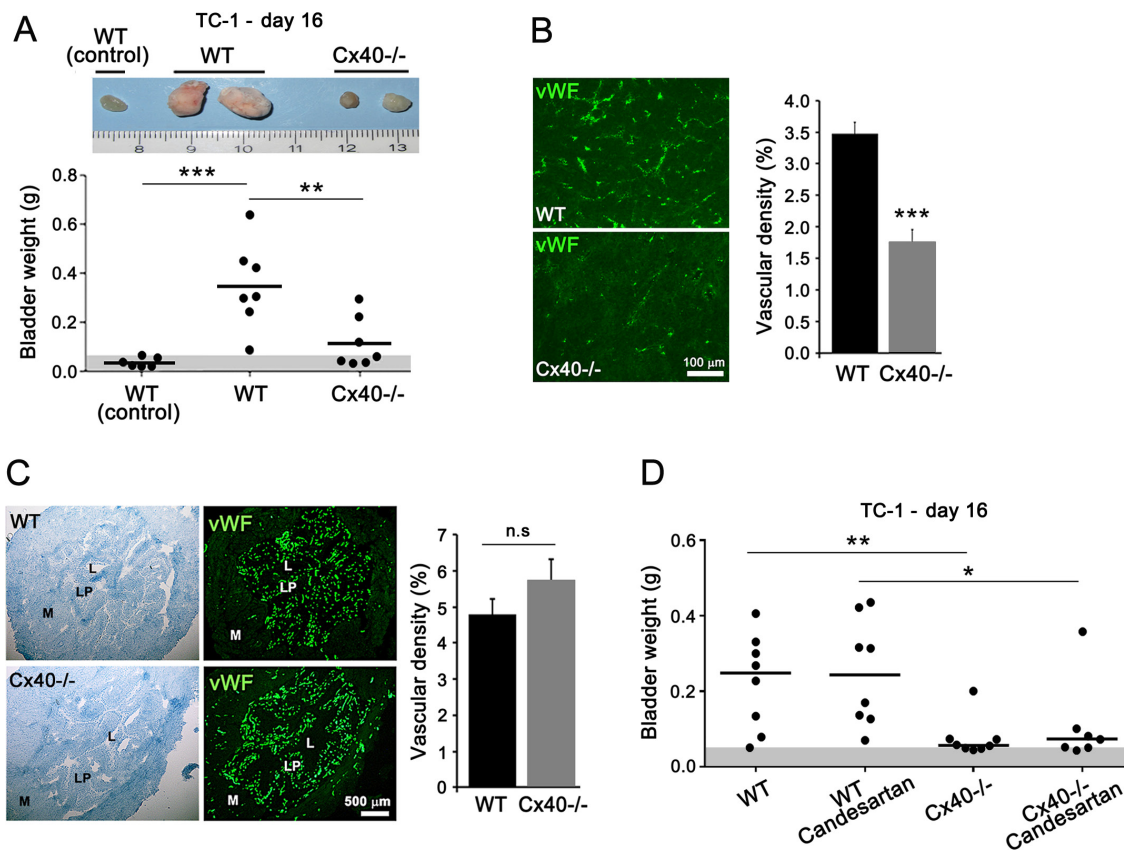 A
TC-1 - day 16
WT
(control)
WT
Cx40-/-
8 9 10 11 12 13
Bladder weight (g)
0.8
0.6
0.4
0.2
0.0
***
**
WT
(control)
WT
Cx40-/-
B
vWF
WT
vWF
Cx40-/-
100 μm
Vascular density (%)
4.0
3.5
3.0
2.5
2.0
1.5
1.0
0.5
0.0
***
WT Cx40-/-
C
WT
L
LP
M
vWF
L
LP
M
Cx40-/-
L
LP
M
vWF
L
LP
M
500 μm
Vascular density (%)
7
6
5
4
3
2
1
0
n.s
WT Cx40-/-
D
TC-1 - day 16
Bladder weight (g)
0.6
0.4
0.2
0.0
**
*
WT
WT
Candesartan
Cx40-/-
Cx40-/-
Candesartan